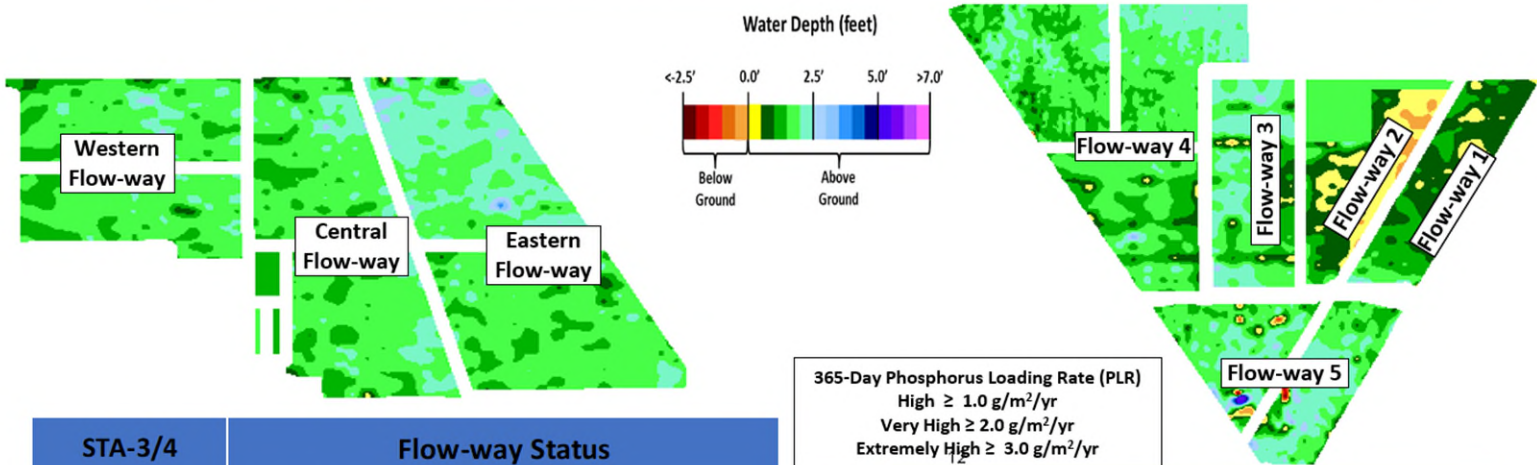 Water Depth (feet)
<-2.5' 0.0' 2.5' 5.0' >7.0'
Below
Ground
Above
Ground
Western
Flow-way
Central
Flow-way
Eastern
Flow-way
Flow-way 4
Flow-way 3
Flow-way 2
Flow-way 1
Flow-way 5
365-Day Phosphorus Loading Rate (PLR)
High ≥ 1.0 g/m²/yr
Very High ≥ 2.0 g/m²/yr
Extremely High ≥ 3.0 g/m²/yr
12
STA-3/4 Flow-way Status